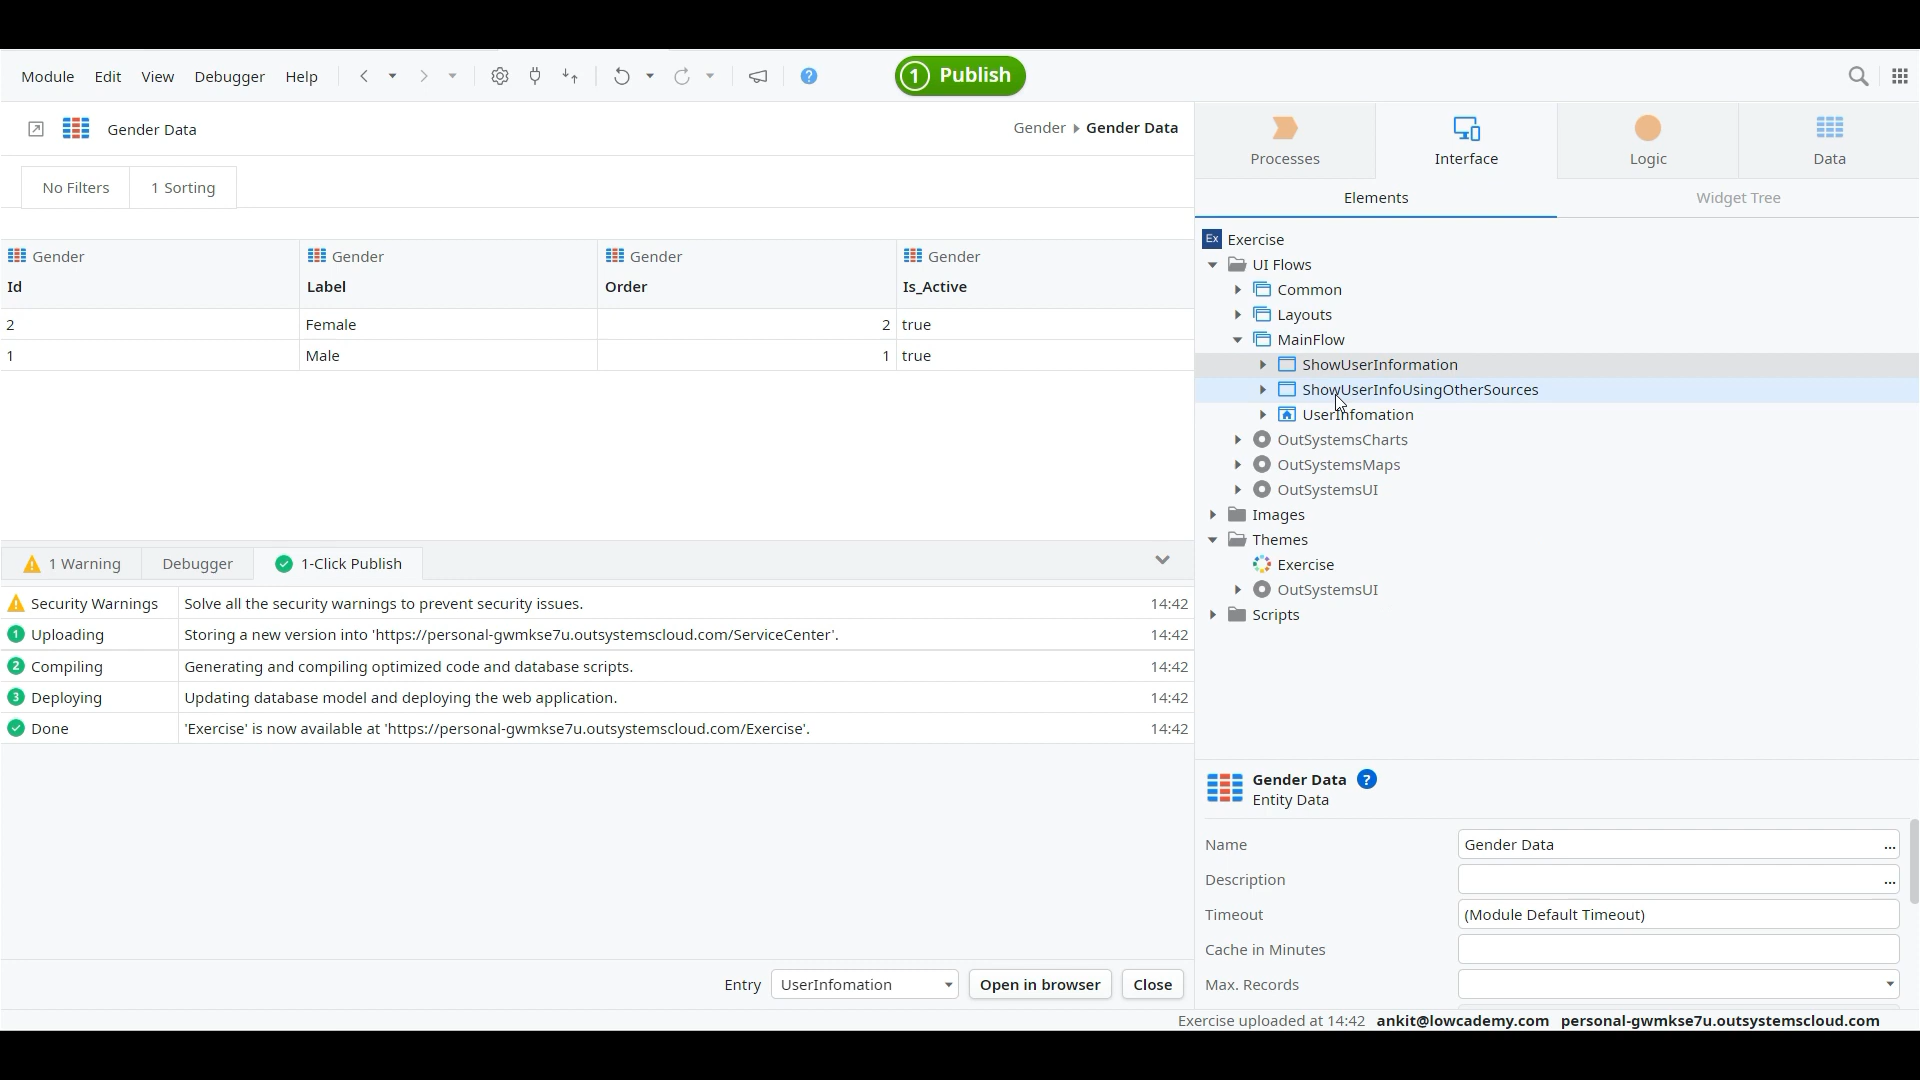 Module Edit View Debugger Help
1 Publish
Gender Data
Gender Gender Data
No Filters 1 Sorting
Gender Gender Gender Gender
Id Label Order Is_Active
2 Female 2 true
1 Male 1 true
1 Warning Debugger 1-Click Publish
Security Warnings Solve all the security warnings to prevent security issues. 14:42
1 Uploading Storing a new version into 'https://personal-gwmkse7u.outsystemscloud.com/ServiceCenter'. 14:42
2 Compiling Generating and compiling optimized code and database scripts. 14:42
3 Deploying Updating database model and deploying the web application. 14:42
Done 'Exercise' is now available at 'https://personal-gwmkse7u.outsystemscloud.com/Exercise'. 14:42
Entry UserInfomation Open in browser Close
Processes Interface Logic Data
Elements Widget Tree
Ex Exercise
UI Flows
Common
Layouts
MainFlow
ShowUserInformation
ShowUserInfoUsingOtherSources
UserInfomation
OutSystemsCharts
OutSystemsMaps
OutSystemsUI
Images
Themes
Exercise
OutSystemsUI
Scripts
Gender Data ?
Entity Data
Name Gender Data ...
Description ...
Timeout (Module Default Timeout)
Cache in Minutes
Max. Records
Exercise uploaded at 14:42 ankit@lowcademy.com personal-gwmkse7u.outsystemscloud.com